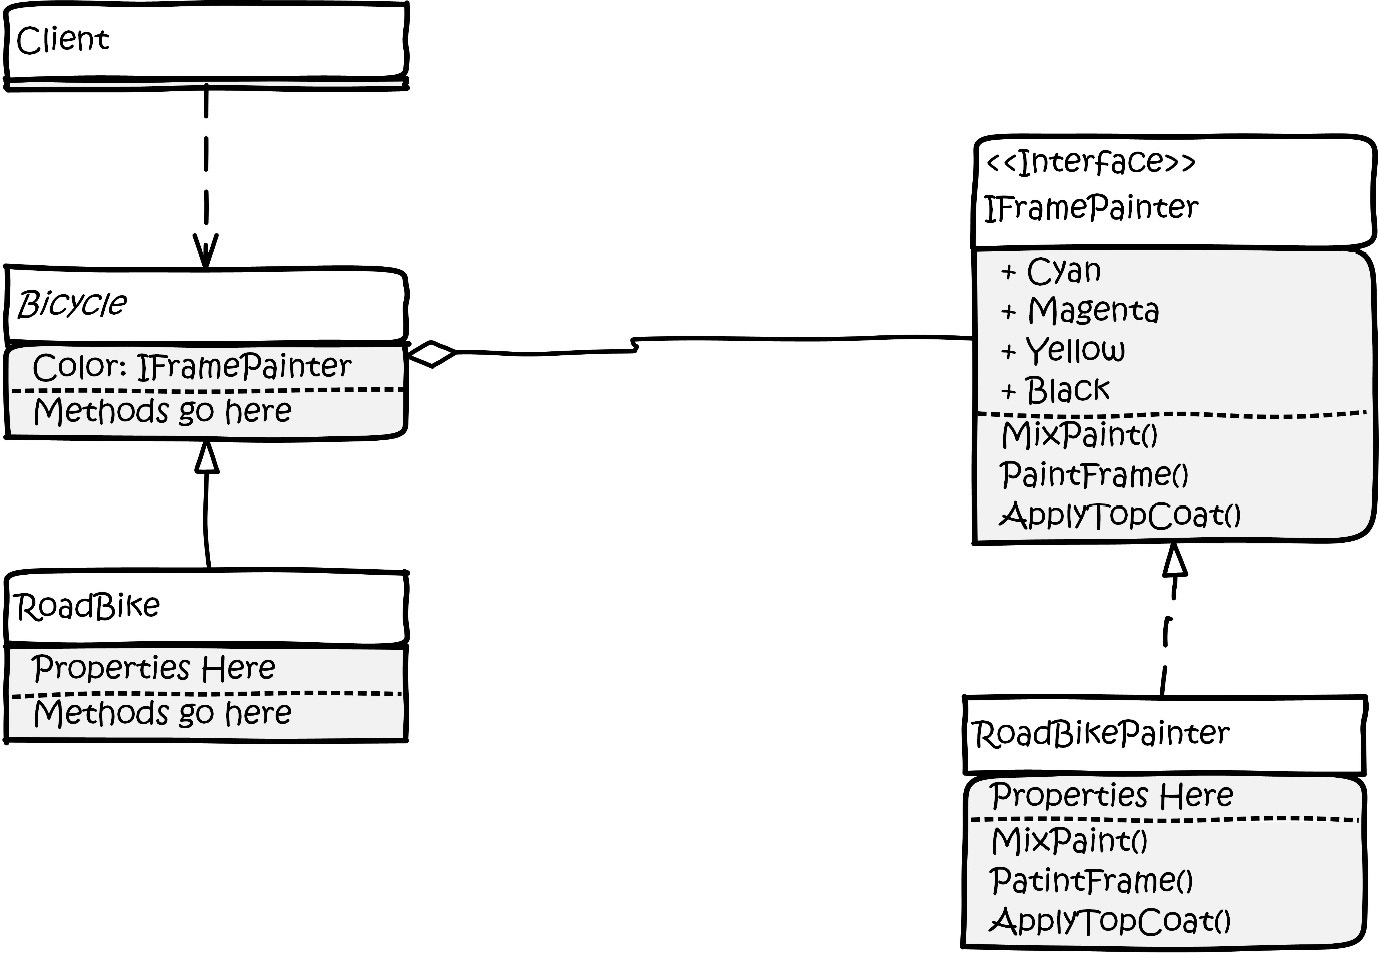 Client
Bicycle
Color: IFramePainter
Methods go here
RoadBike
Properties Here
Methods go here
<<Interface>>
IFramePainter
+ Cyan
+ Magenta
+ Yellow
+ Black
MixPaint()
PaintFrame()
ApplyTopCoat()
RoadBikePainter
Properties Here
MixPaint()
PatintFrame()
ApplyTopCoat()